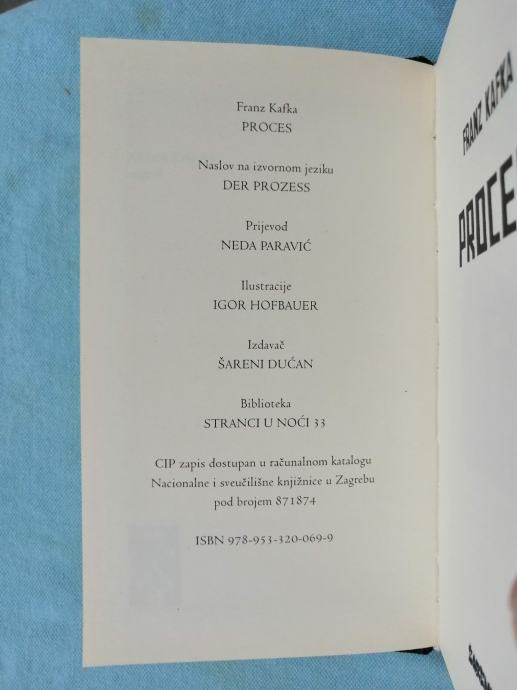 Franz Kafka
PROCES
Naslov na izvornom jeziku
DER PROZESS
Prijevod
NEDA PARAVIĆ
Ilustracije
IGOR HOFBAUER
Izdavač
ŠARENI DUĆAN
Biblioteka
STRANCI U NOĆI 33
CIP zapis dostupan u računalnom katalogu
Nacionalne i sveučilišne knjižnice u Zagrebu
pod brojem 871874
ISBN 978-953-320-069-9
FRANZ KAFKA
PROCE